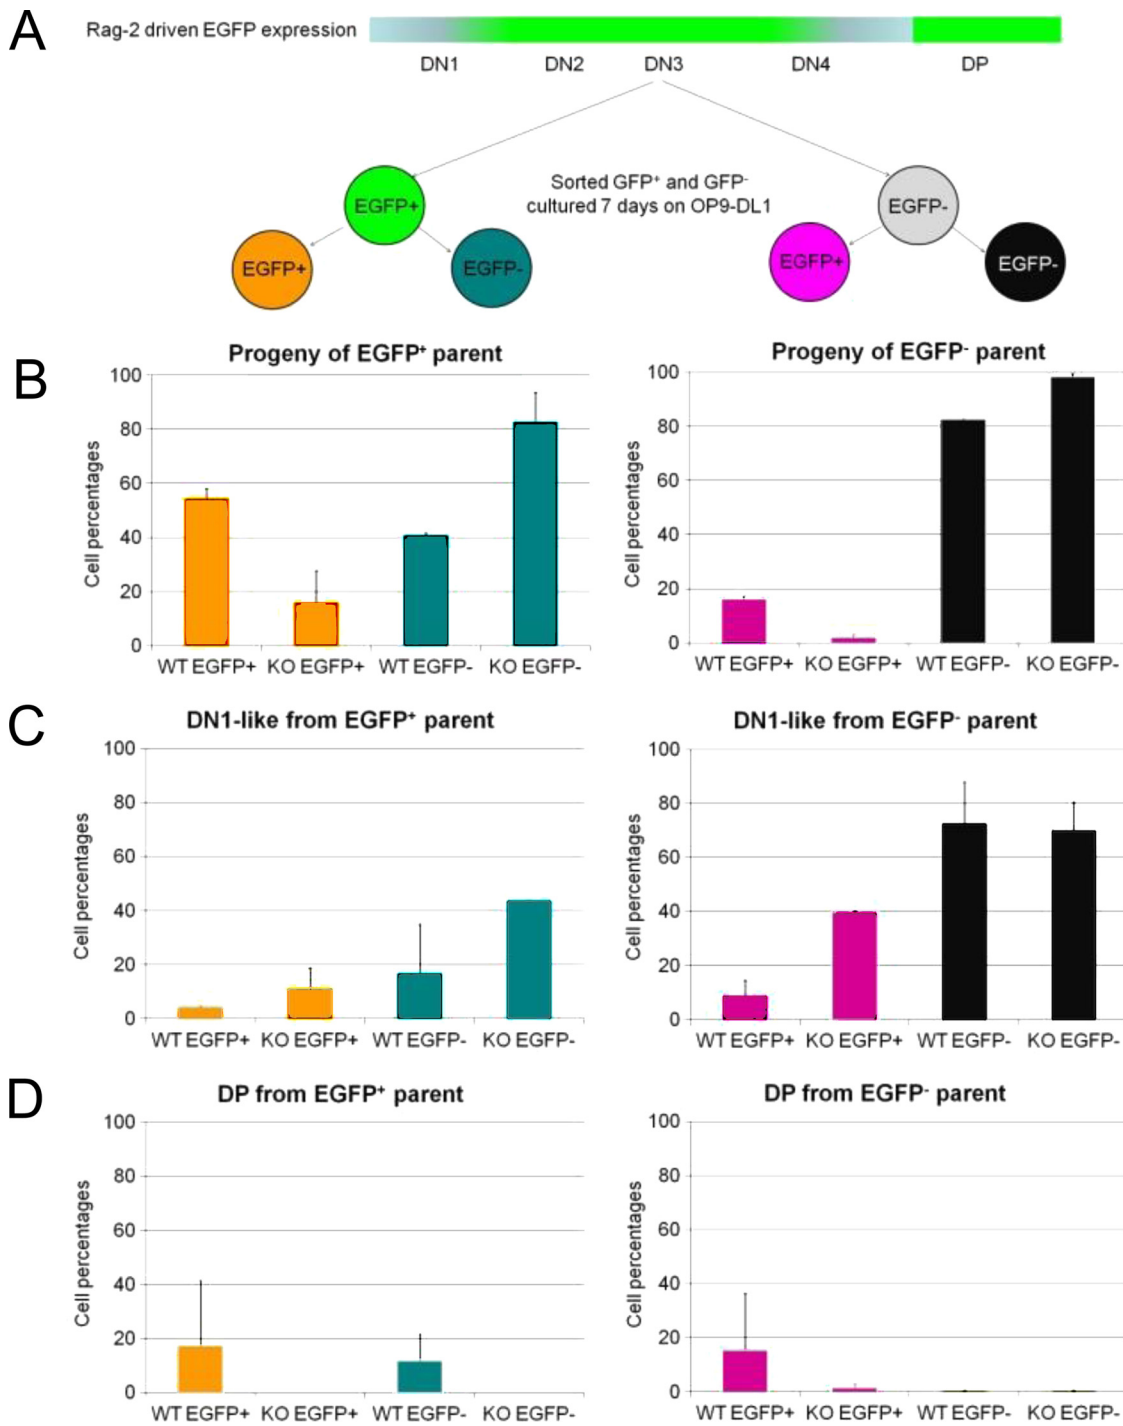 A
Rag-2 driven EGFP expression
DN1 DN2 DN3 DN4 DP
Sorted GFP⁺ and GFP⁻
cultured 7 days on OP9-DL1
EGFP+ EGFP-
EGFP+ EGFP- EGFP+ EGFP-
B
Progeny of EGFP⁺ parent
Cell percentages
100
80
60
40
20
0
WT EGFP+ KO EGFP+ WT EGFP- KO EGFP-
Progeny of EGFP⁻ parent
Cell percentages
100
80
60
40
20
0
WT EGFP+ KO EGFP+ WT EGFP- KO EGFP-
C
DN1-like from EGFP⁺ parent
Cell percentages
100
80
60
40
20
0
WT EGFP+ KO EGFP+ WT EGFP- KO EGFP-
DN1-like from EGFP⁻ parent
Cell percentages
100
80
60
40
20
0
WT EGFP+ KO EGFP+ WT EGFP- KO EGFP-
D
DP from EGFP⁺ parent
Cell percentages
100
80
60
40
20
0
WT EGFP+ KO EGFP+ WT EGFP- KO EGFP-
DP from EGFP⁻ parent
Cell percentages
100
80
60
40
20
0
WT EGFP+ KO EGFP+ WT EGFP- KO EGFP-